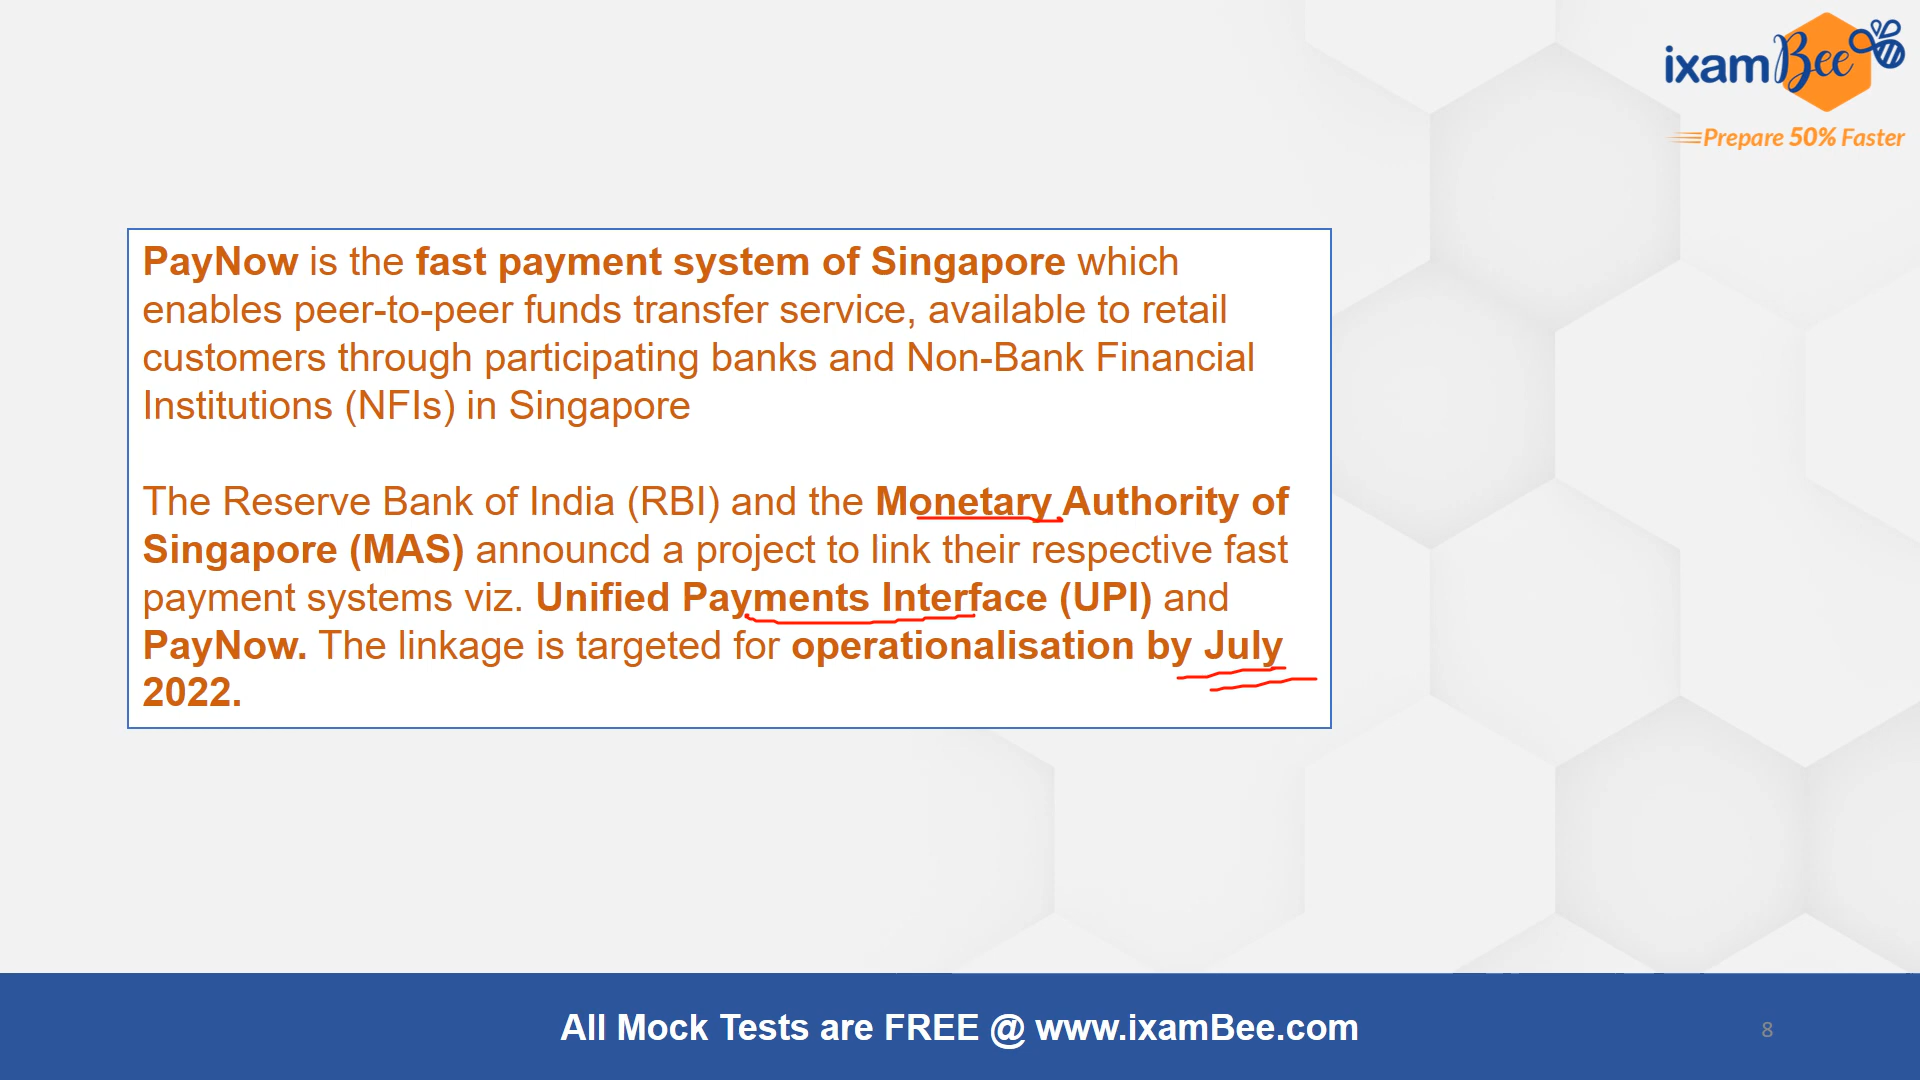 ixamBee
Prepare 50% Faster
PayNow is the fast payment system of Singapore which
enables peer-to-peer funds transfer service, available to retail
customers through participating banks and Non-Bank Financial
Institutions (NFIs) in Singapore
The Reserve Bank of India (RBI) and the Monetary Authority of
Singapore (MAS) announcd a project to link their respective fast
payment systems viz. Unified Payments Interface (UPI) and
PayNow. The linkage is targeted for operationalisation by July
2022.
All Mock Tests are FREE @ www.ixamBee.com
8